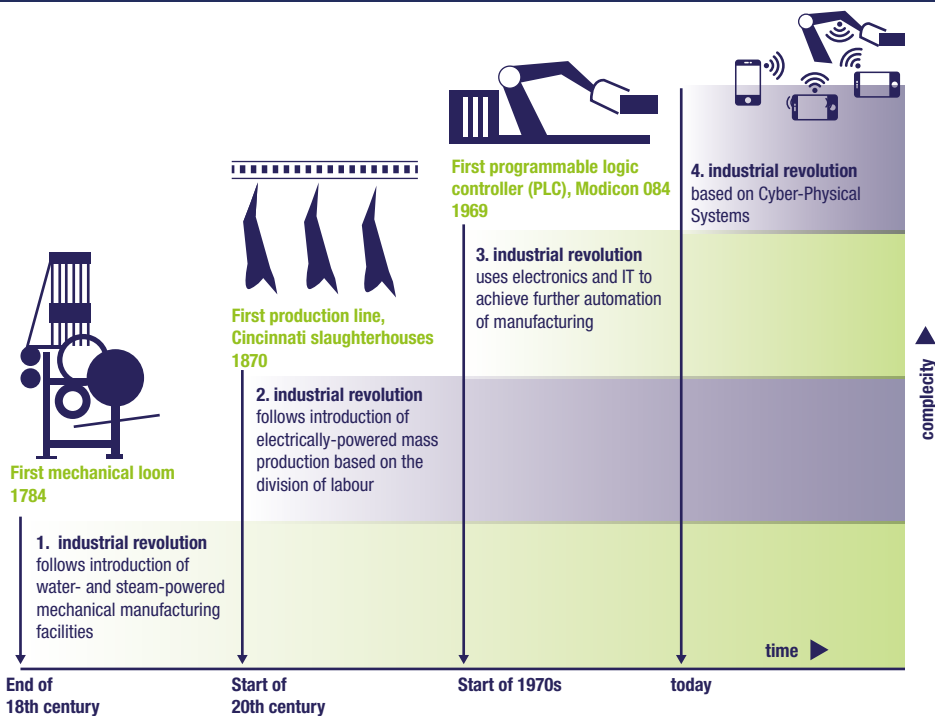 First mechanical loom
1784
1. industrial revolution
follows introduction of
water- and steam-powered
mechanical manufacturing
facilities
End of
18th century
First production line,
Cincinnati slaughterhouses
1870
2. industrial revolution
follows introduction of
electrically-powered mass
production based on the
division of labour
Start of
20th century
First programmable logic
controller (PLC), Modicon 084
1969
3. industrial revolution
uses electronics and IT to
achieve further automation
of manufacturing
Start of 1970s
4. industrial revolution
based on Cyber-Physical
Systems
today
time
complecity